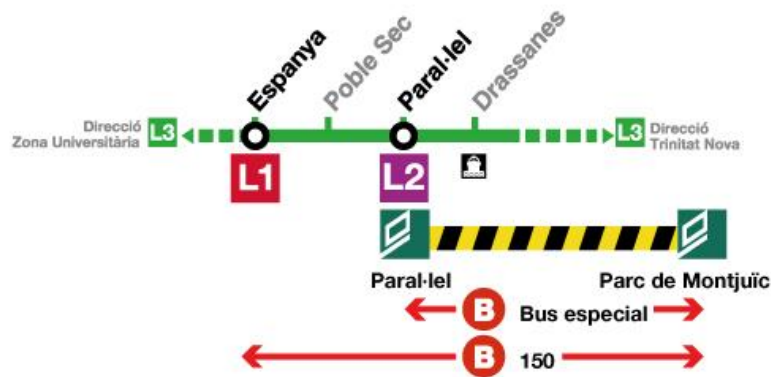 Espanya
Poble Sec
Paral·lel
Drassanes
Direcció
Zona Universitària
L3
L3
Direcció
Trinitat Nova
L1
L2
Paral·lel
Parc de Montjuïc
B Bus especial
B 150